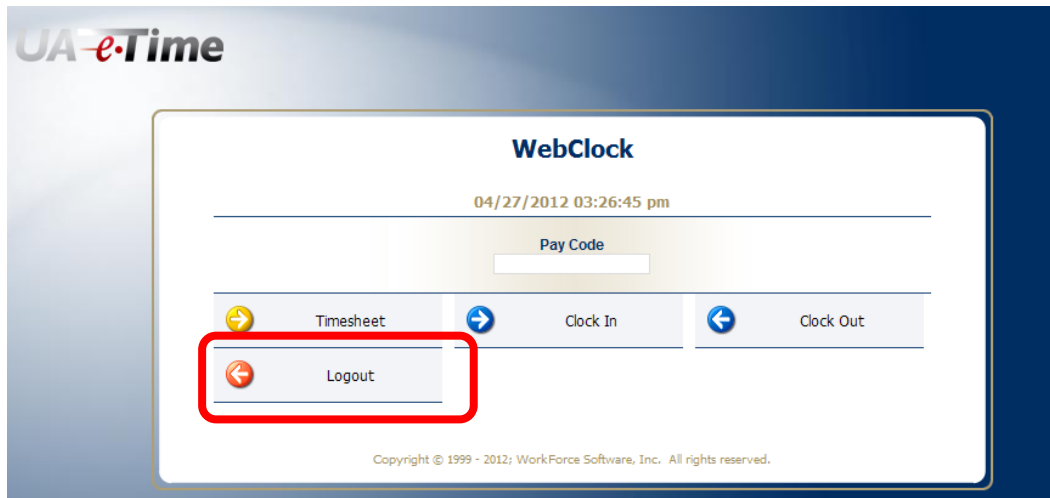 UA e•Time
WebClock
04/27/2012 03:26:45 pm
Pay Code
Timesheet Clock In Clock Out
Logout
Copyright © 1999 - 2012; WorkForce Software, Inc. All rights reserved.